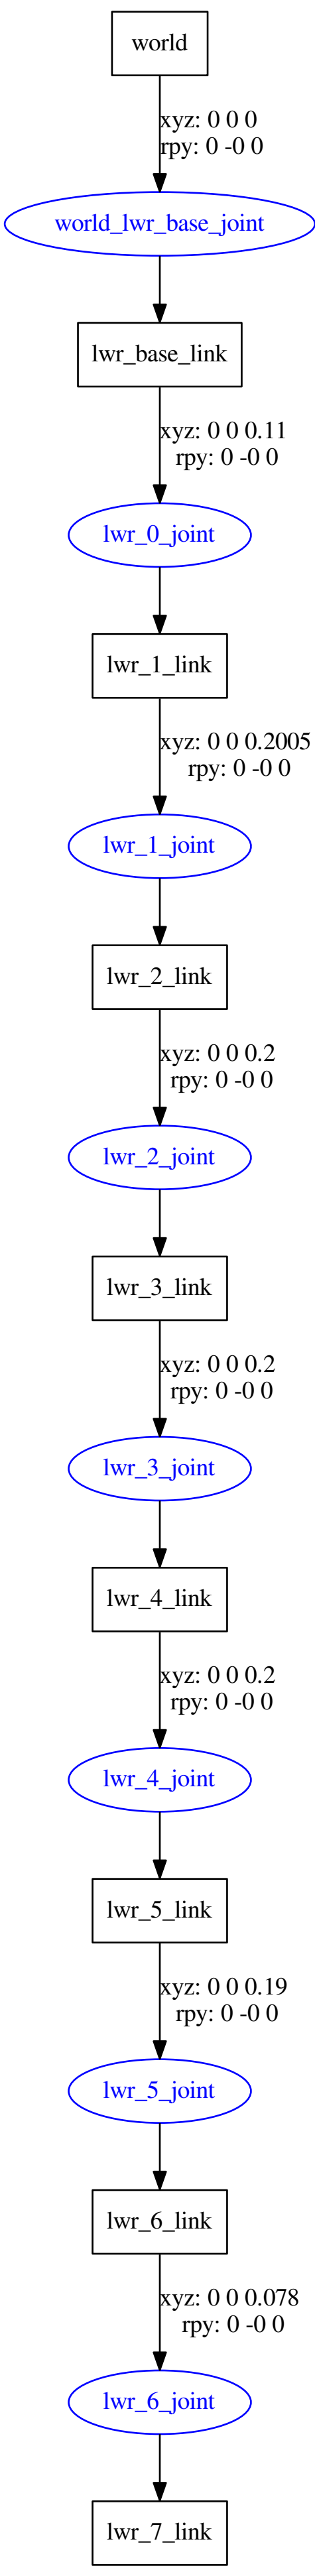 world
xyz: 0 0 0
rpy: 0 -0 0
world_lwr_base_joint
lwr_base_link
xyz: 0 0 0.11
rpy: 0 -0 0
lwr_0_joint
lwr_1_link
xyz: 0 0 0.2005
rpy: 0 -0 0
lwr_1_joint
lwr_2_link
xyz: 0 0 0.2
rpy: 0 -0 0
lwr_2_joint
lwr_3_link
xyz: 0 0 0.2
rpy: 0 -0 0
lwr_3_joint
lwr_4_link
xyz: 0 0 0.2
rpy: 0 -0 0
lwr_4_joint
lwr_5_link
xyz: 0 0 0.19
rpy: 0 -0 0
lwr_5_joint
lwr_6_link
xyz: 0 0 0.078
rpy: 0 -0 0
lwr_6_joint
lwr_7_link